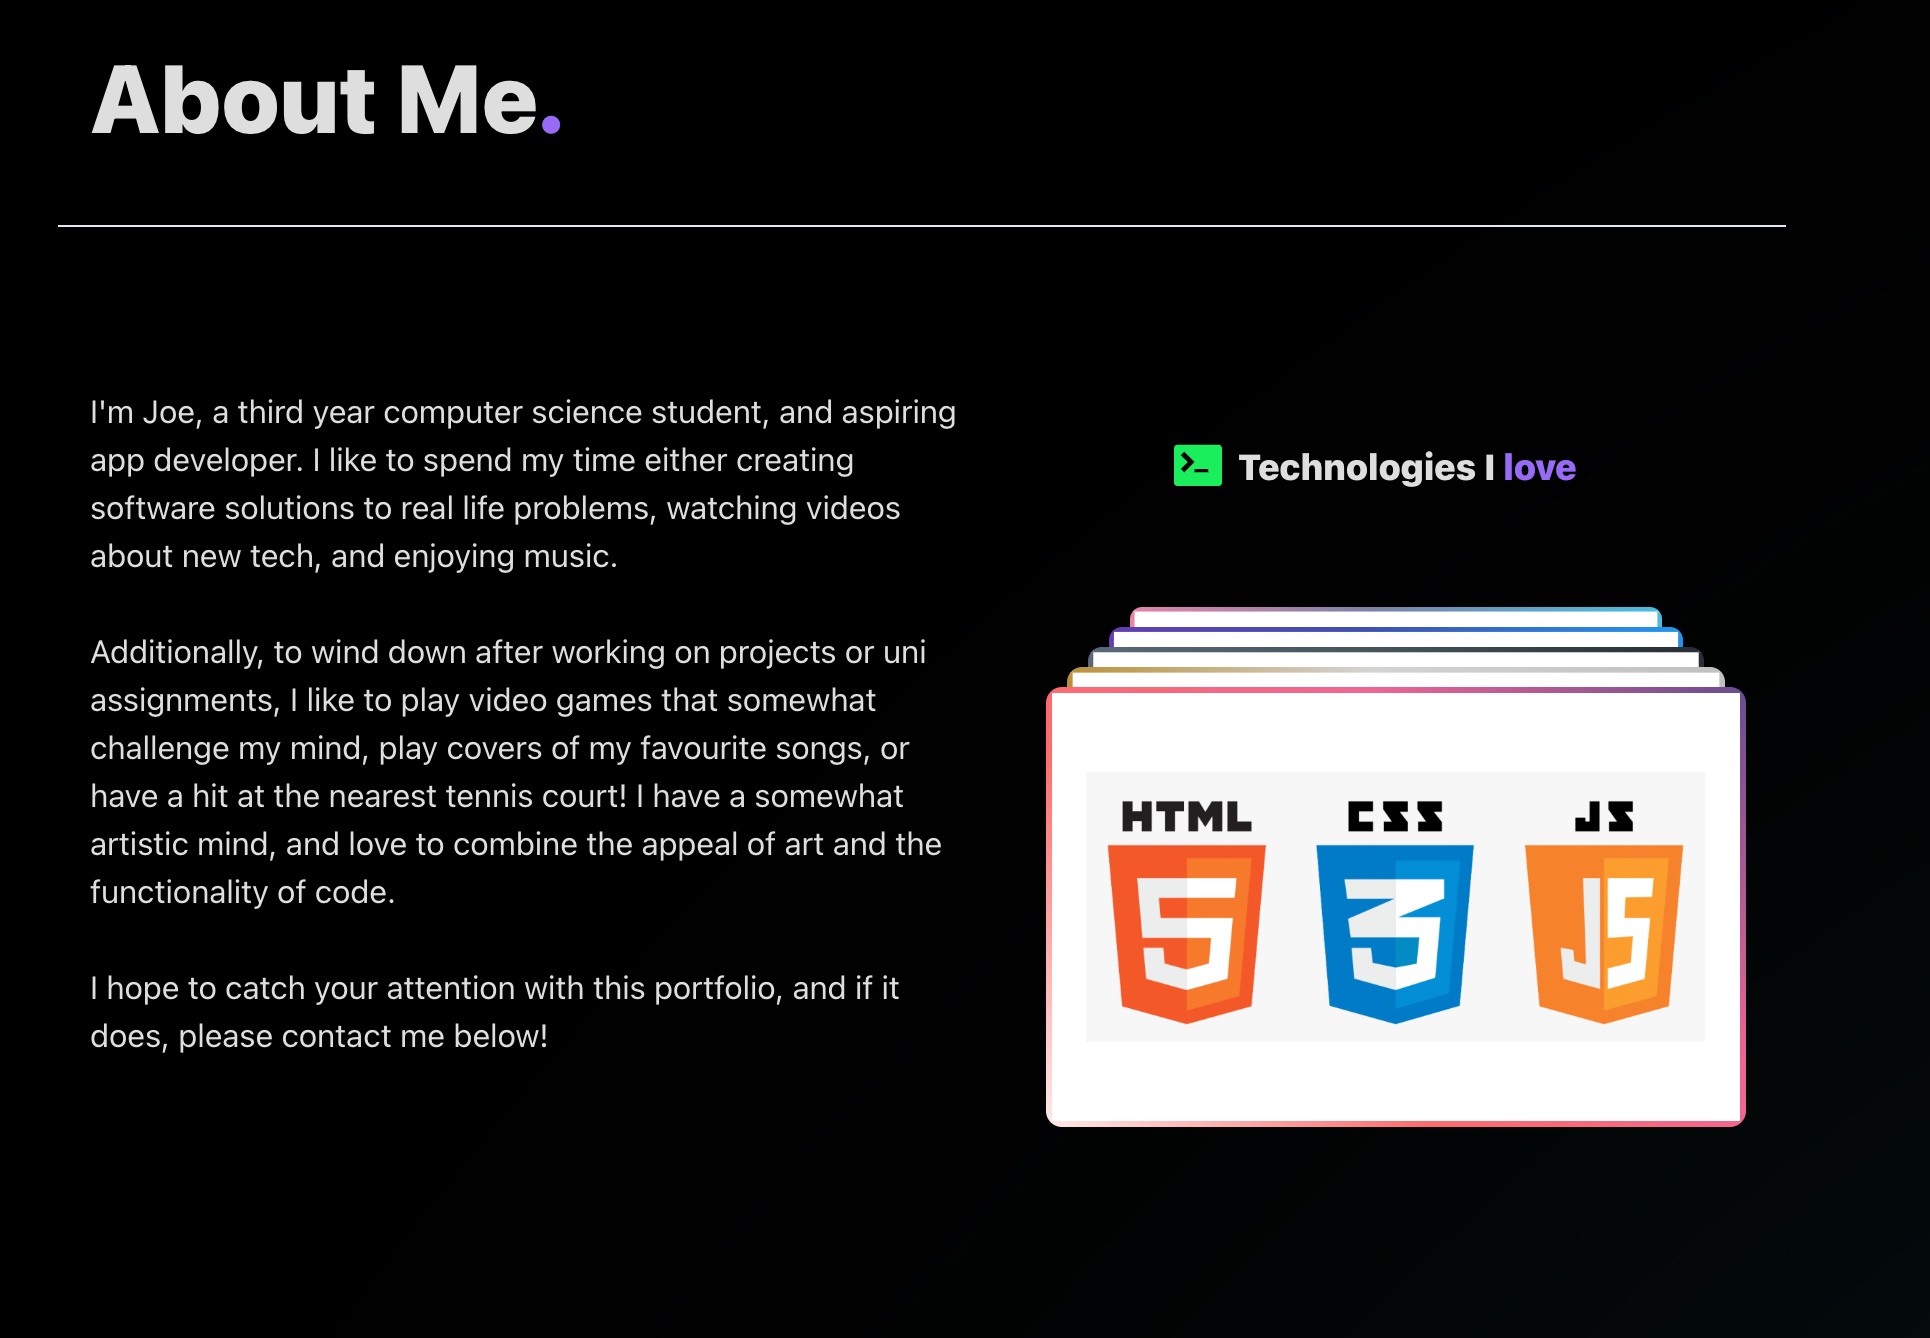 About Me.
I'm Joe, a third year computer science student, and aspiring
app developer. I like to spend my time either creating
software solutions to real life problems, watching videos
about new tech, and enjoying music.
Additionally, to wind down after working on projects or uni
assignments, I like to play video games that somewhat
challenge my mind, play covers of my favourite songs, or
have a hit at the nearest tennis court! I have a somewhat
artistic mind, and love to combine the appeal of art and the
functionality of code.
I hope to catch your attention with this portfolio, and if it
does, please contact me below!
Technologies I love
HTML CSS JS
5 3 JS